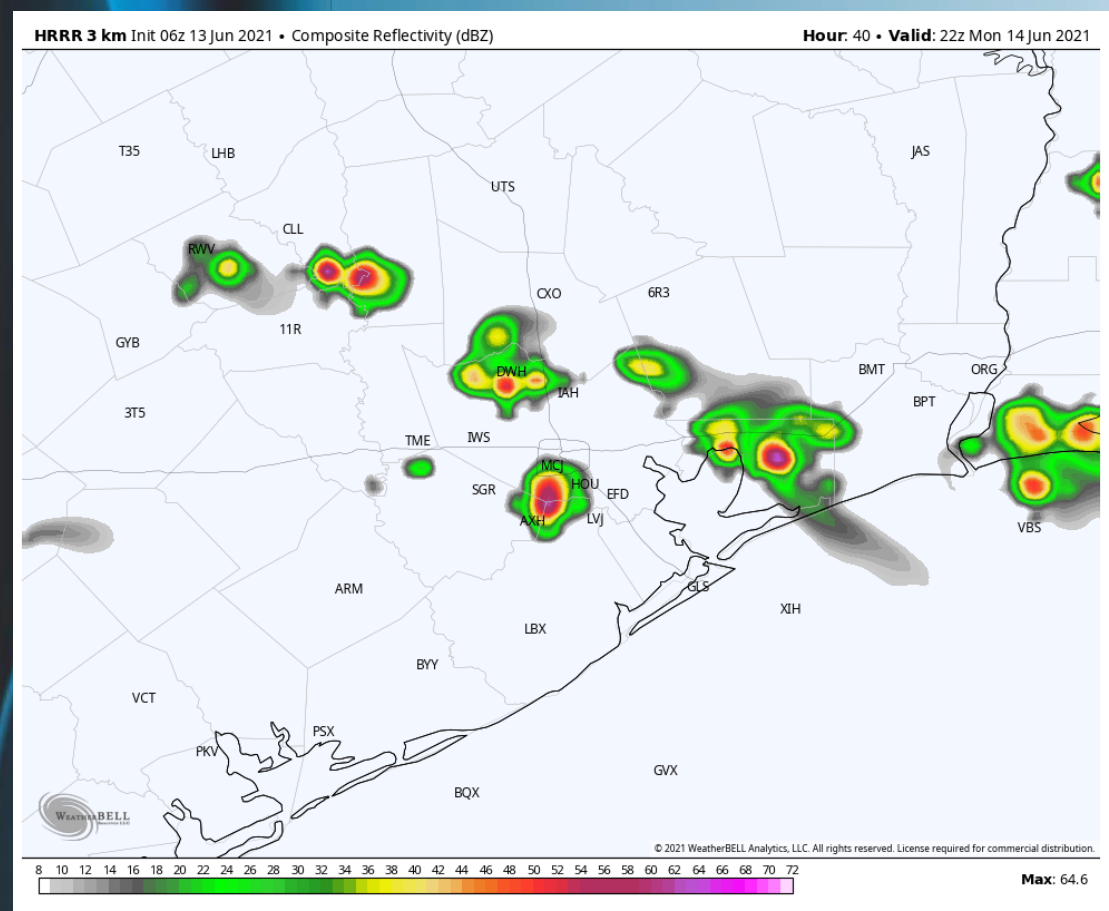 HRRR 3 km Init 06z 13 Jun 2021 • Composite Reflectivity (dBZ) Hour: 40 • Valid: 22z Mon 14 Jun 2021
T35 LHB JAS
UTS
CLL
RWV
CXO 6R3
11R
GYB
DWH BMT ORG
IAH
BPT
3T5
TME IWS
MCJ
SGR HOU EFD
AXH LVJ
VBS
ARM GLS
XIH
LBX
BYY
VCT
PSX
PKV
GVX
BQX
WEATHERBELL
© 2021 WeatherBELL Analytics, LLC. All rights reserved. License required for commercial distribution.
8 10 12 14 16 18 20 22 24 26 28 30 32 34 36 38 40 42 44 46 48 50 52 54 56 58 60 62 64 66 68 70 72
Max: 64.6